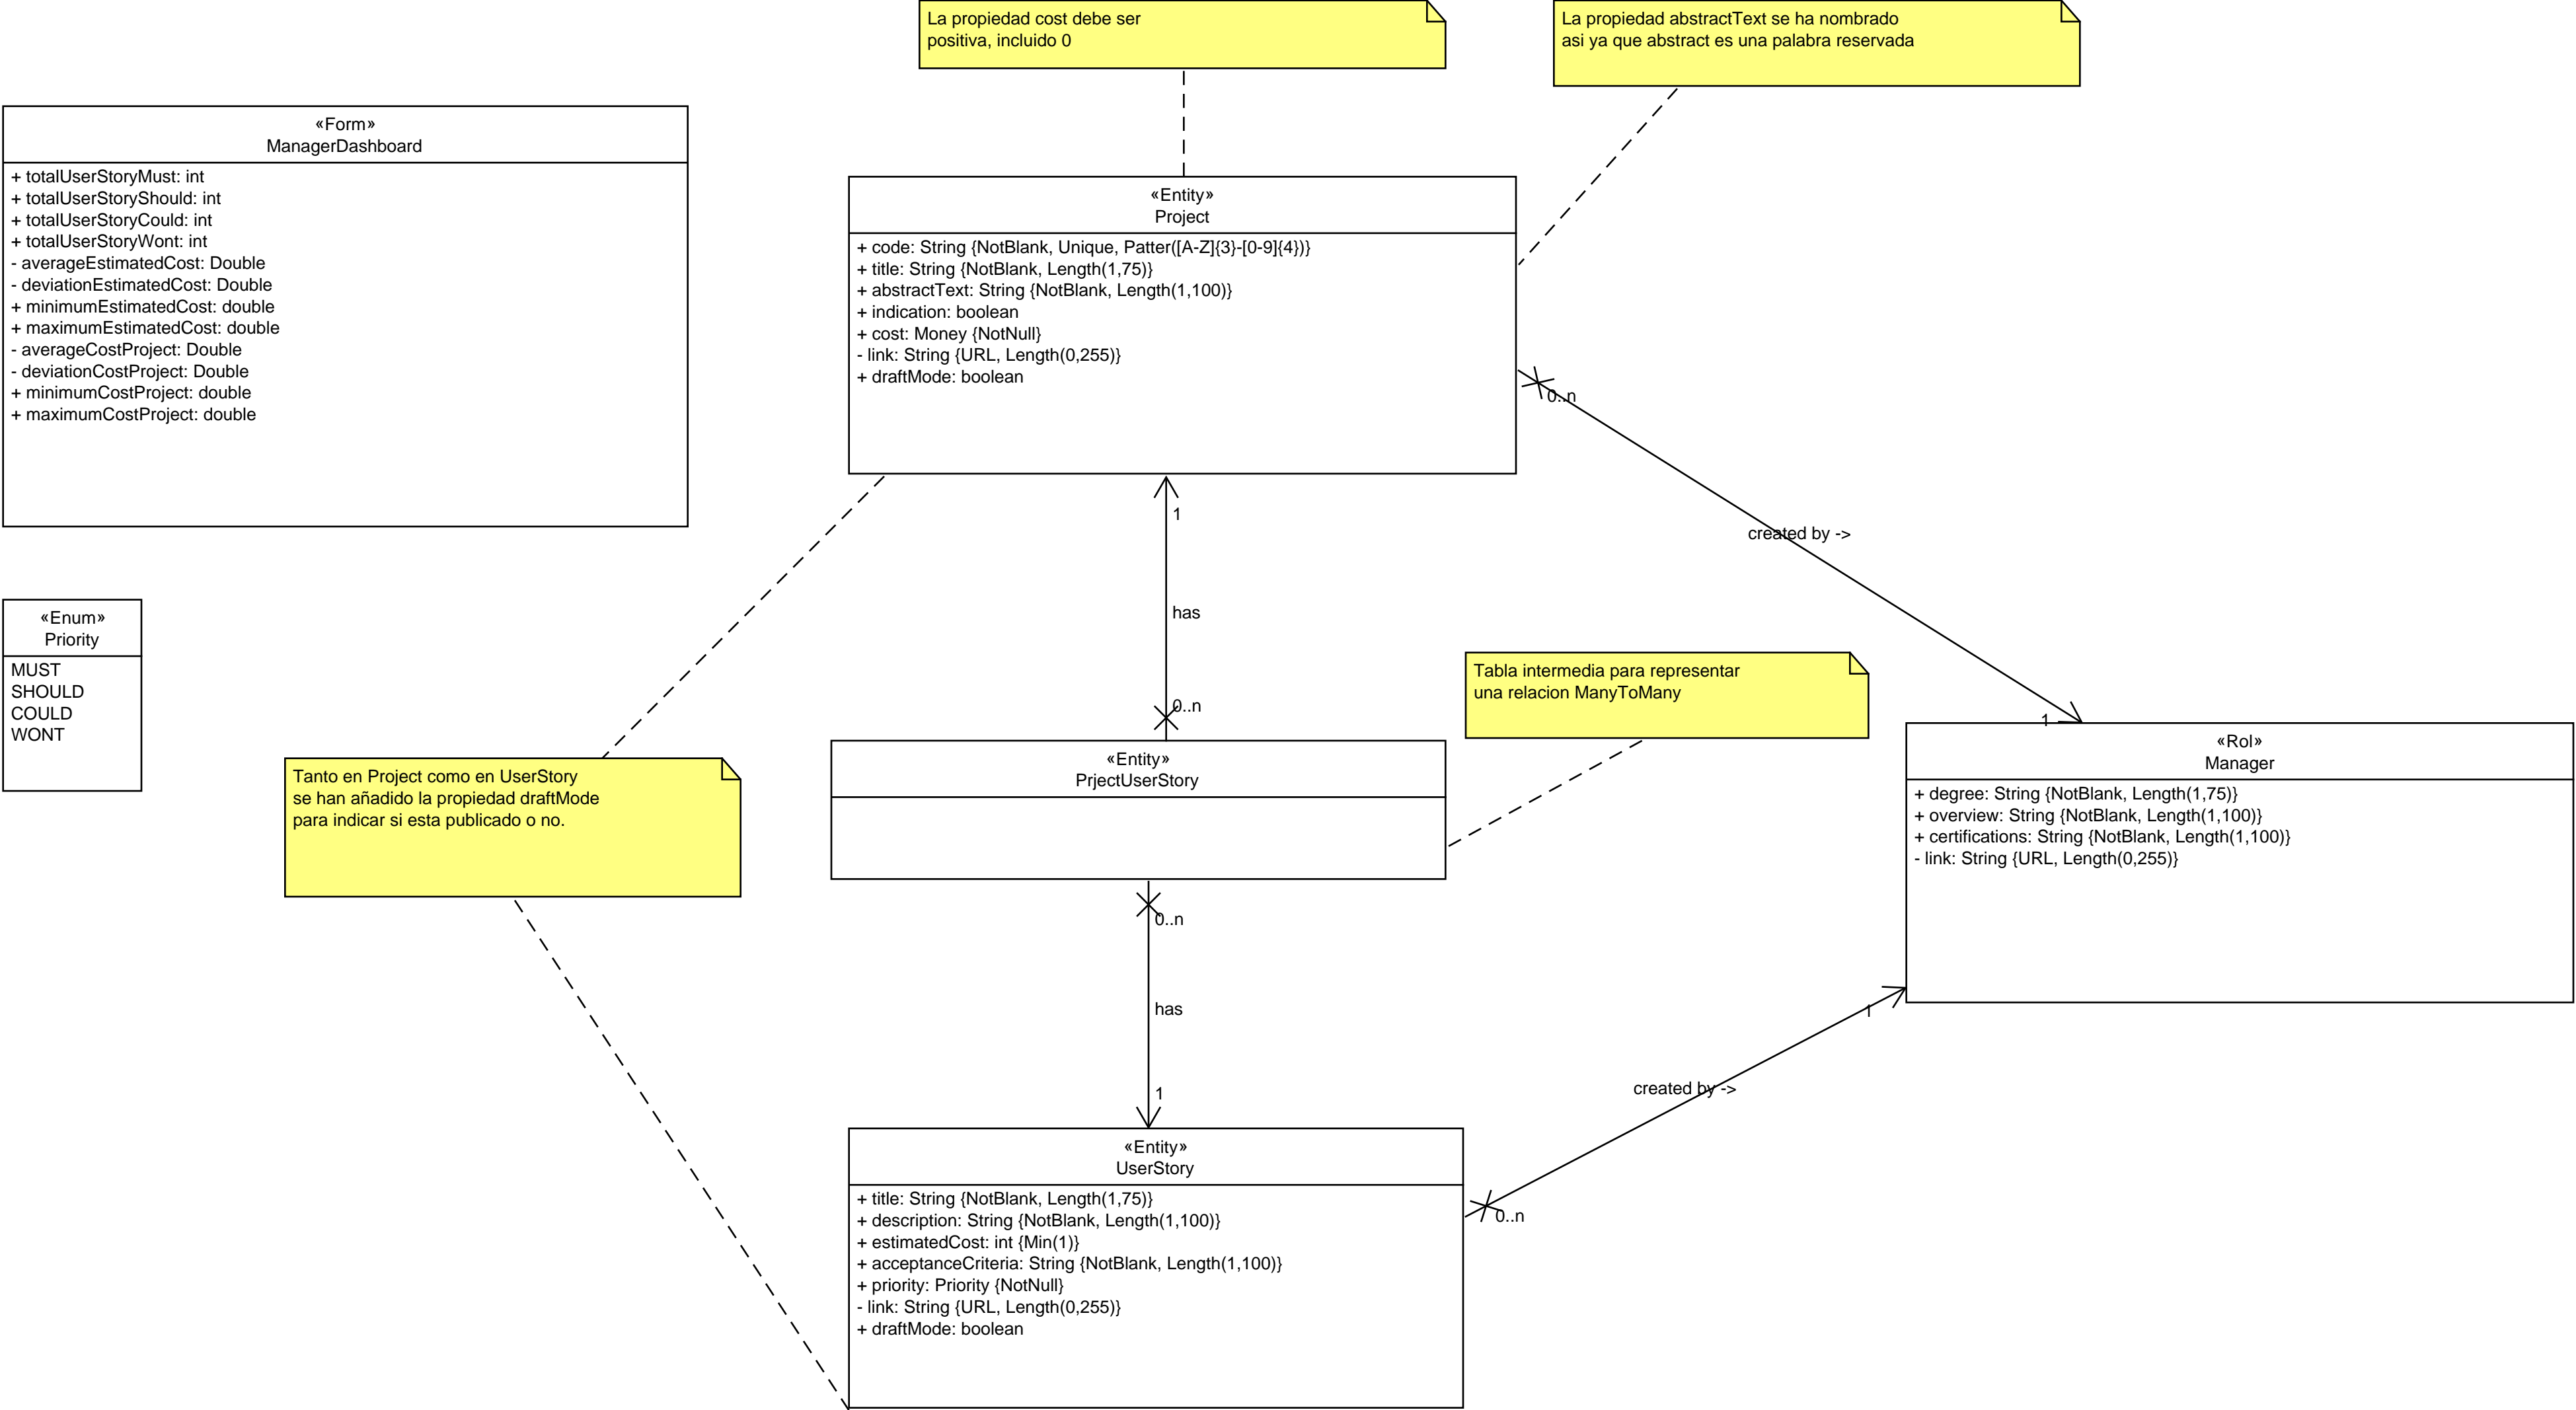 La propiedad cost debe ser
positiva, incluido 0
La propiedad abstractText se ha nombrado
asi ya que abstract es una palabra reservada
«Form»
ManagerDashboard
+ totalUserStoryMust: int
+ totalUserStoryShould: int
+ totalUserStoryCould: int
+ totalUserStoryWont: int
- averageEstimatedCost: Double
- deviationEstimatedCost: Double
+ minimumEstimatedCost: double
+ maximumEstimatedCost: double
- averageCostProject: Double
- deviationCostProject: Double
+ minimumCostProject: double
+ maximumCostProject: double
«Entity»
Project
+ code: String {NotBlank, Unique, Patter([A-Z]{3}-[0-9]{4})}
+ title: String {NotBlank, Length(1,75)}
+ abstractText: String {NotBlank, Length(1,100)}
+ indication: boolean
+ cost: Money {NotNull}
- link: String {URL, Length(0,255)}
+ draftMode: boolean
0..n
created by ->
1
1
has
0..n
«Enum»
Priority
MUST
SHOULD
COULD
WONT
Tabla intermedia para representar
una relacion ManyToMany
Tanto en Project como en UserStory
se han añadido la propiedad draftMode
para indicar si esta publicado o no.
«Entity»
PrjectUserStory
«Rol»
Manager
+ degree: String {NotBlank, Length(1,75)}
+ overview: String {NotBlank, Length(1,100)}
+ certifications: String {NotBlank, Length(1,100)}
- link: String {URL, Length(0,255)}
0..n
has
1
1
created by ->
0..n
«Entity»
UserStory
+ title: String {NotBlank, Length(1,75)}
+ description: String {NotBlank, Length(1,100)}
+ estimatedCost: int {Min(1)}
+ acceptanceCriteria: String {NotBlank, Length(1,100)}
+ priority: Priority {NotNull}
- link: String {URL, Length(0,255)}
+ draftMode: boolean